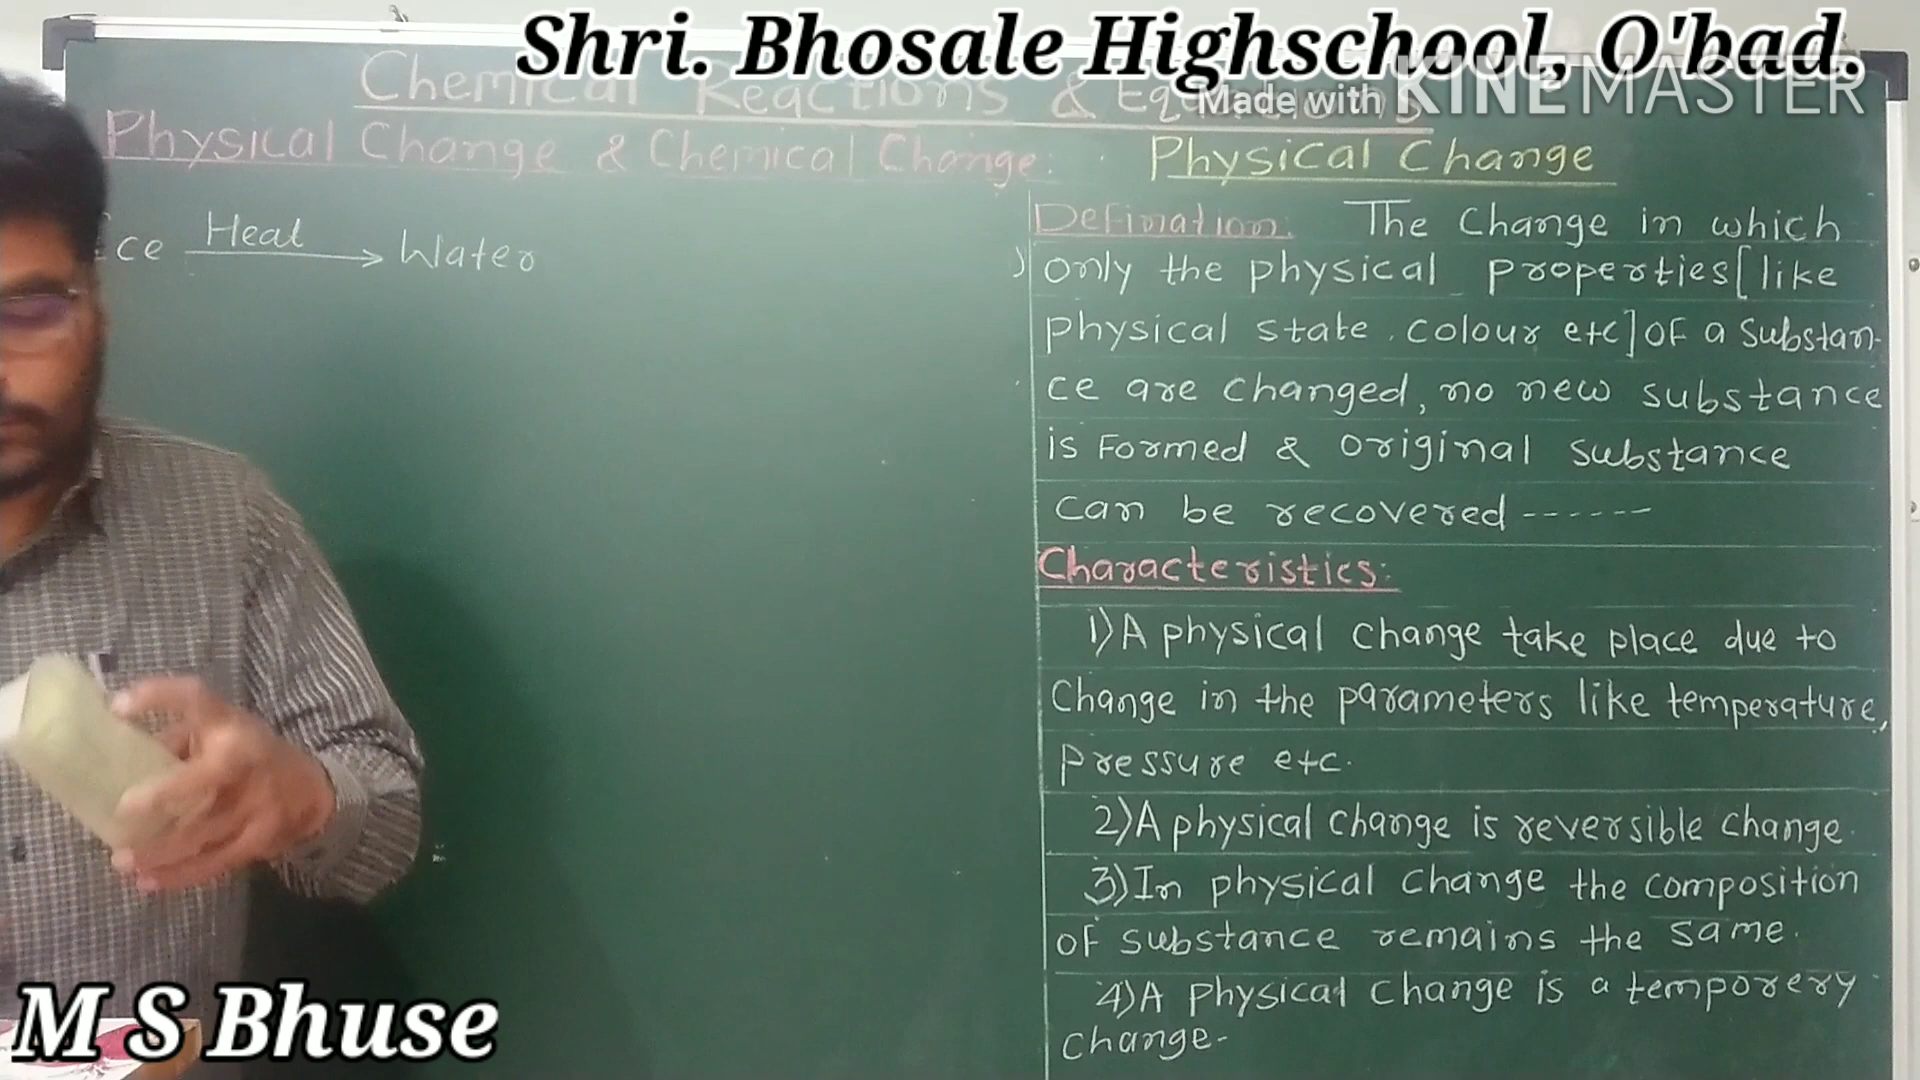 Shri. Bhosale Highschool, O'bad.
Made with KINEMASTER
Chemical Reactions & Equations
Physical Change & Chemical Change:
Ice Heat → Water
Physical Change
Defination: The change in which
only the physical properties[like
physical state, colour etc] of a substan-
ce are changed, no new substance
is formed & original substance
can be recovered ------
Characteristics:
1) A physical change take place due to
Change in the parameters like temperature,
pressure etc.
2) A physical change is reversible change.
3) In physical change the composition
of substance remains the same.
4) A physical change is a temporery
change-
M S Bhuse